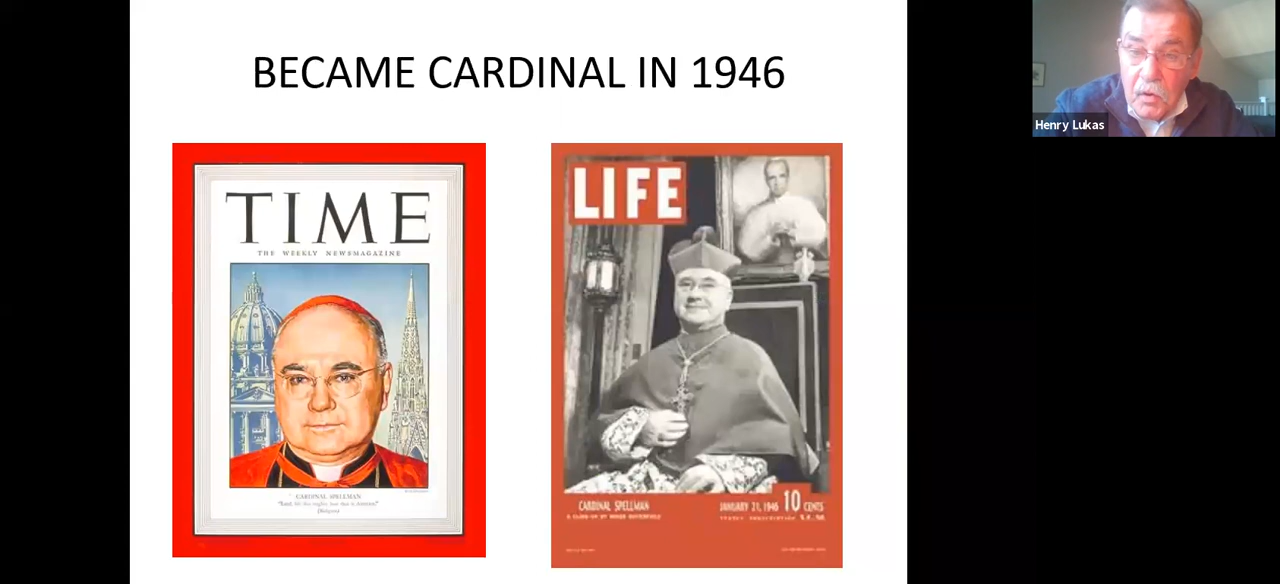 BECAME CARDINAL IN 1946
TIME
THE WEEKLY NEWSMAGAZINE
CARDINAL SPELLMAN
LIFE
CARDINAL SPELLMAN
JANUARY 21, 1946 10 CENTS
Henry Lukas